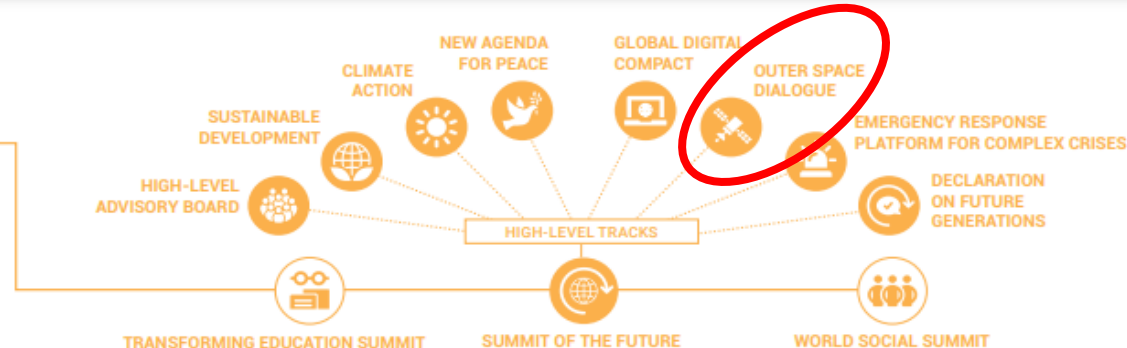 NEW AGENDA
FOR PEACE
GLOBAL DIGITAL
COMPACT
CLIMATE
ACTION
OUTER SPACE
DIALOGUE
SUSTAINABLE
DEVELOPMENT
EMERGENCY RESPONSE
PLATFORM FOR COMPLEX CRISES
HIGH-LEVEL
ADVISORY BOARD
DECLARATION
ON FUTURE
GENERATIONS
HIGH-LEVEL TRACKS
TRANSFORMING EDUCATION SUMMIT
SUMMIT OF THE FUTURE
WORLD SOCIAL SUMMIT